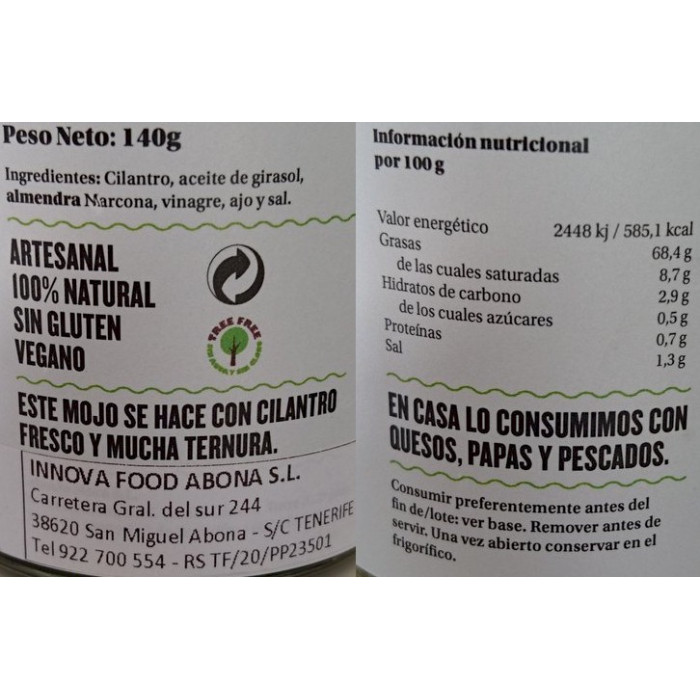 Peso Neto: 140g
Ingredientes: Cilantro, aceite de girasol,
almendra Marcona, vinagre, ajo y sal.
ARTESANAL
100% NATURAL
SIN GLUTEN
VEGANO
TREE FREE
ESTE MOJO SE HACE CON CILANTRO
FRESCO Y MUCHA TERNURA.
INNOVA FOOD ABONA S.L.
Carretera Gral. del sur 244
38620 San Miguel Abona - S/C TENERIFE
Tel 922 700 554 - RS TF/20/PP23501
Información nutricional
por 100 g
Valor energético 2448 kj / 585,1 kcal
Grasas 68,4 g
de las cuales saturadas 8,7 g
Hidratos de carbono 2,9 g
de los cuales azúcares 0,5 g
Proteínas 0,7 g
Sal 1,3 g
EN CASA LO CONSUMIMOS CON
QUESOS, PAPAS Y PESCADOS.
Consumir preferentemente antes del
fin de/lote: ver base. Remover antes de
servir. Una vez abierto conservar en el
frigorífico.